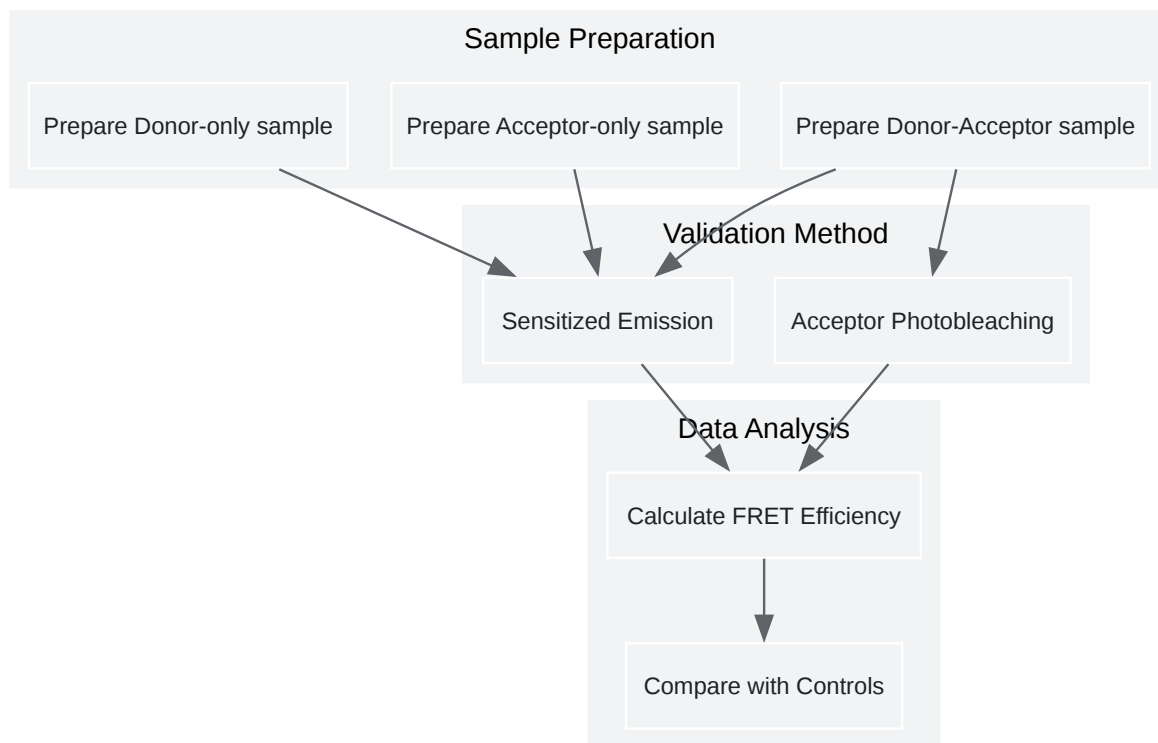 Sample Preparation
Prepare Donor-only sample
Prepare Acceptor-only sample
Prepare Donor-Acceptor sample
Validation Method
Sensitized Emission
Acceptor Photobleaching
Data Analysis
Calculate FRET Efficiency
Compare with Controls